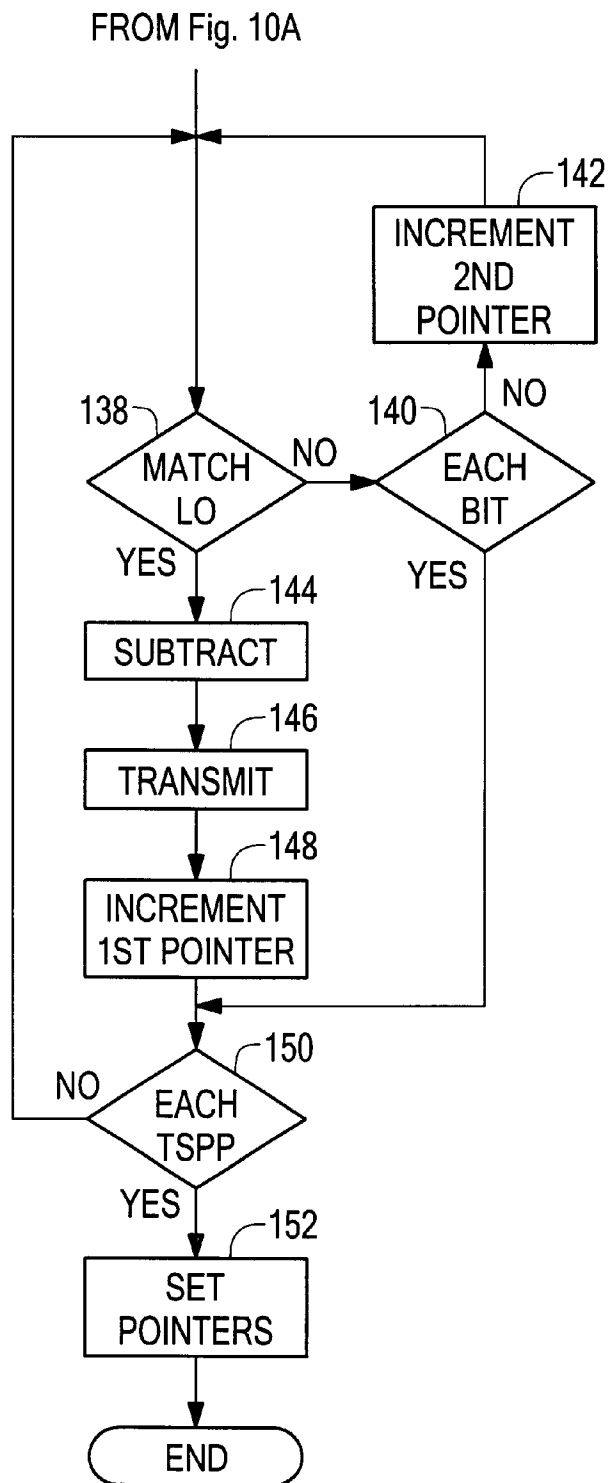 FROM Fig. 10A
142
INCREMENT
2ND
POINTER
NO
138
140
MATCH
LO
NO
EACH
BIT
YES
YES
144
SUBTRACT
146
TRANSMIT
148
INCREMENT
1ST POINTER
150
NO
EACH
TSPP
YES
152
SET
POINTERS
END